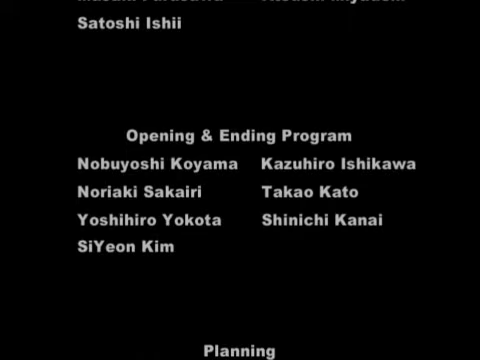 Satoshi Ishii
Opening & Ending Program
Nobuyoshi Koyama Kazuhiro Ishikawa
Noriaki Sakairi Takao Kato
Yoshihiro Yokota Shinichi Kanai
SiYeon Kim
Planning